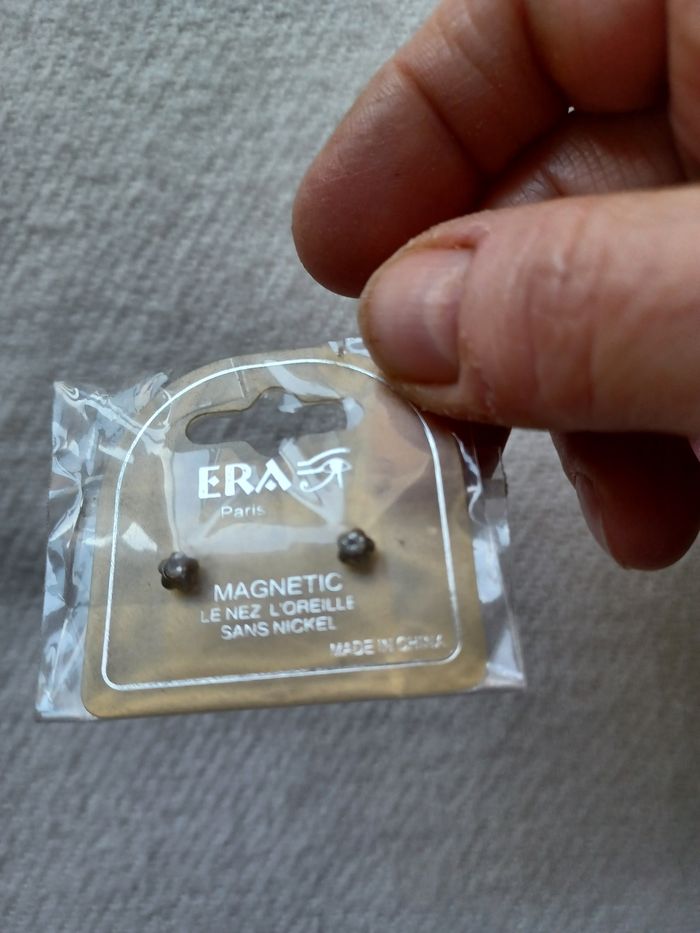 ERA
Paris
MAGNETIC
LE NEZ L'OREILLE
SANS NICKEL
MADE IN CHINA